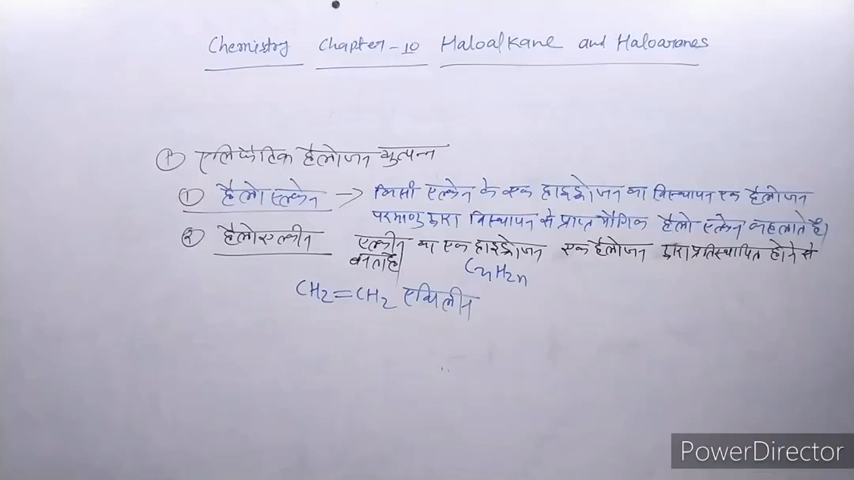 Chemistry Chapter-10 Haloalkane and Haloarenes
① एलिफैटिक हैलोजन व्युत्पन्न
① हैलो एल्केन → किसी एल्केन के एक हाइड्रोजन का विस्थापन एक हैलोजन
परमाणु द्वारा विस्थापन से प्राप्त यौगिक हैलो एल्केन कहलाते हैं।
② हैलोएल्कीन एल्कीन का एक हाइड्रोजन एक हैलोजन द्वारा प्रतिस्थापित होने से
बनता है। CnH2n
CH2=CH2 एथिलीन
PowerDirector